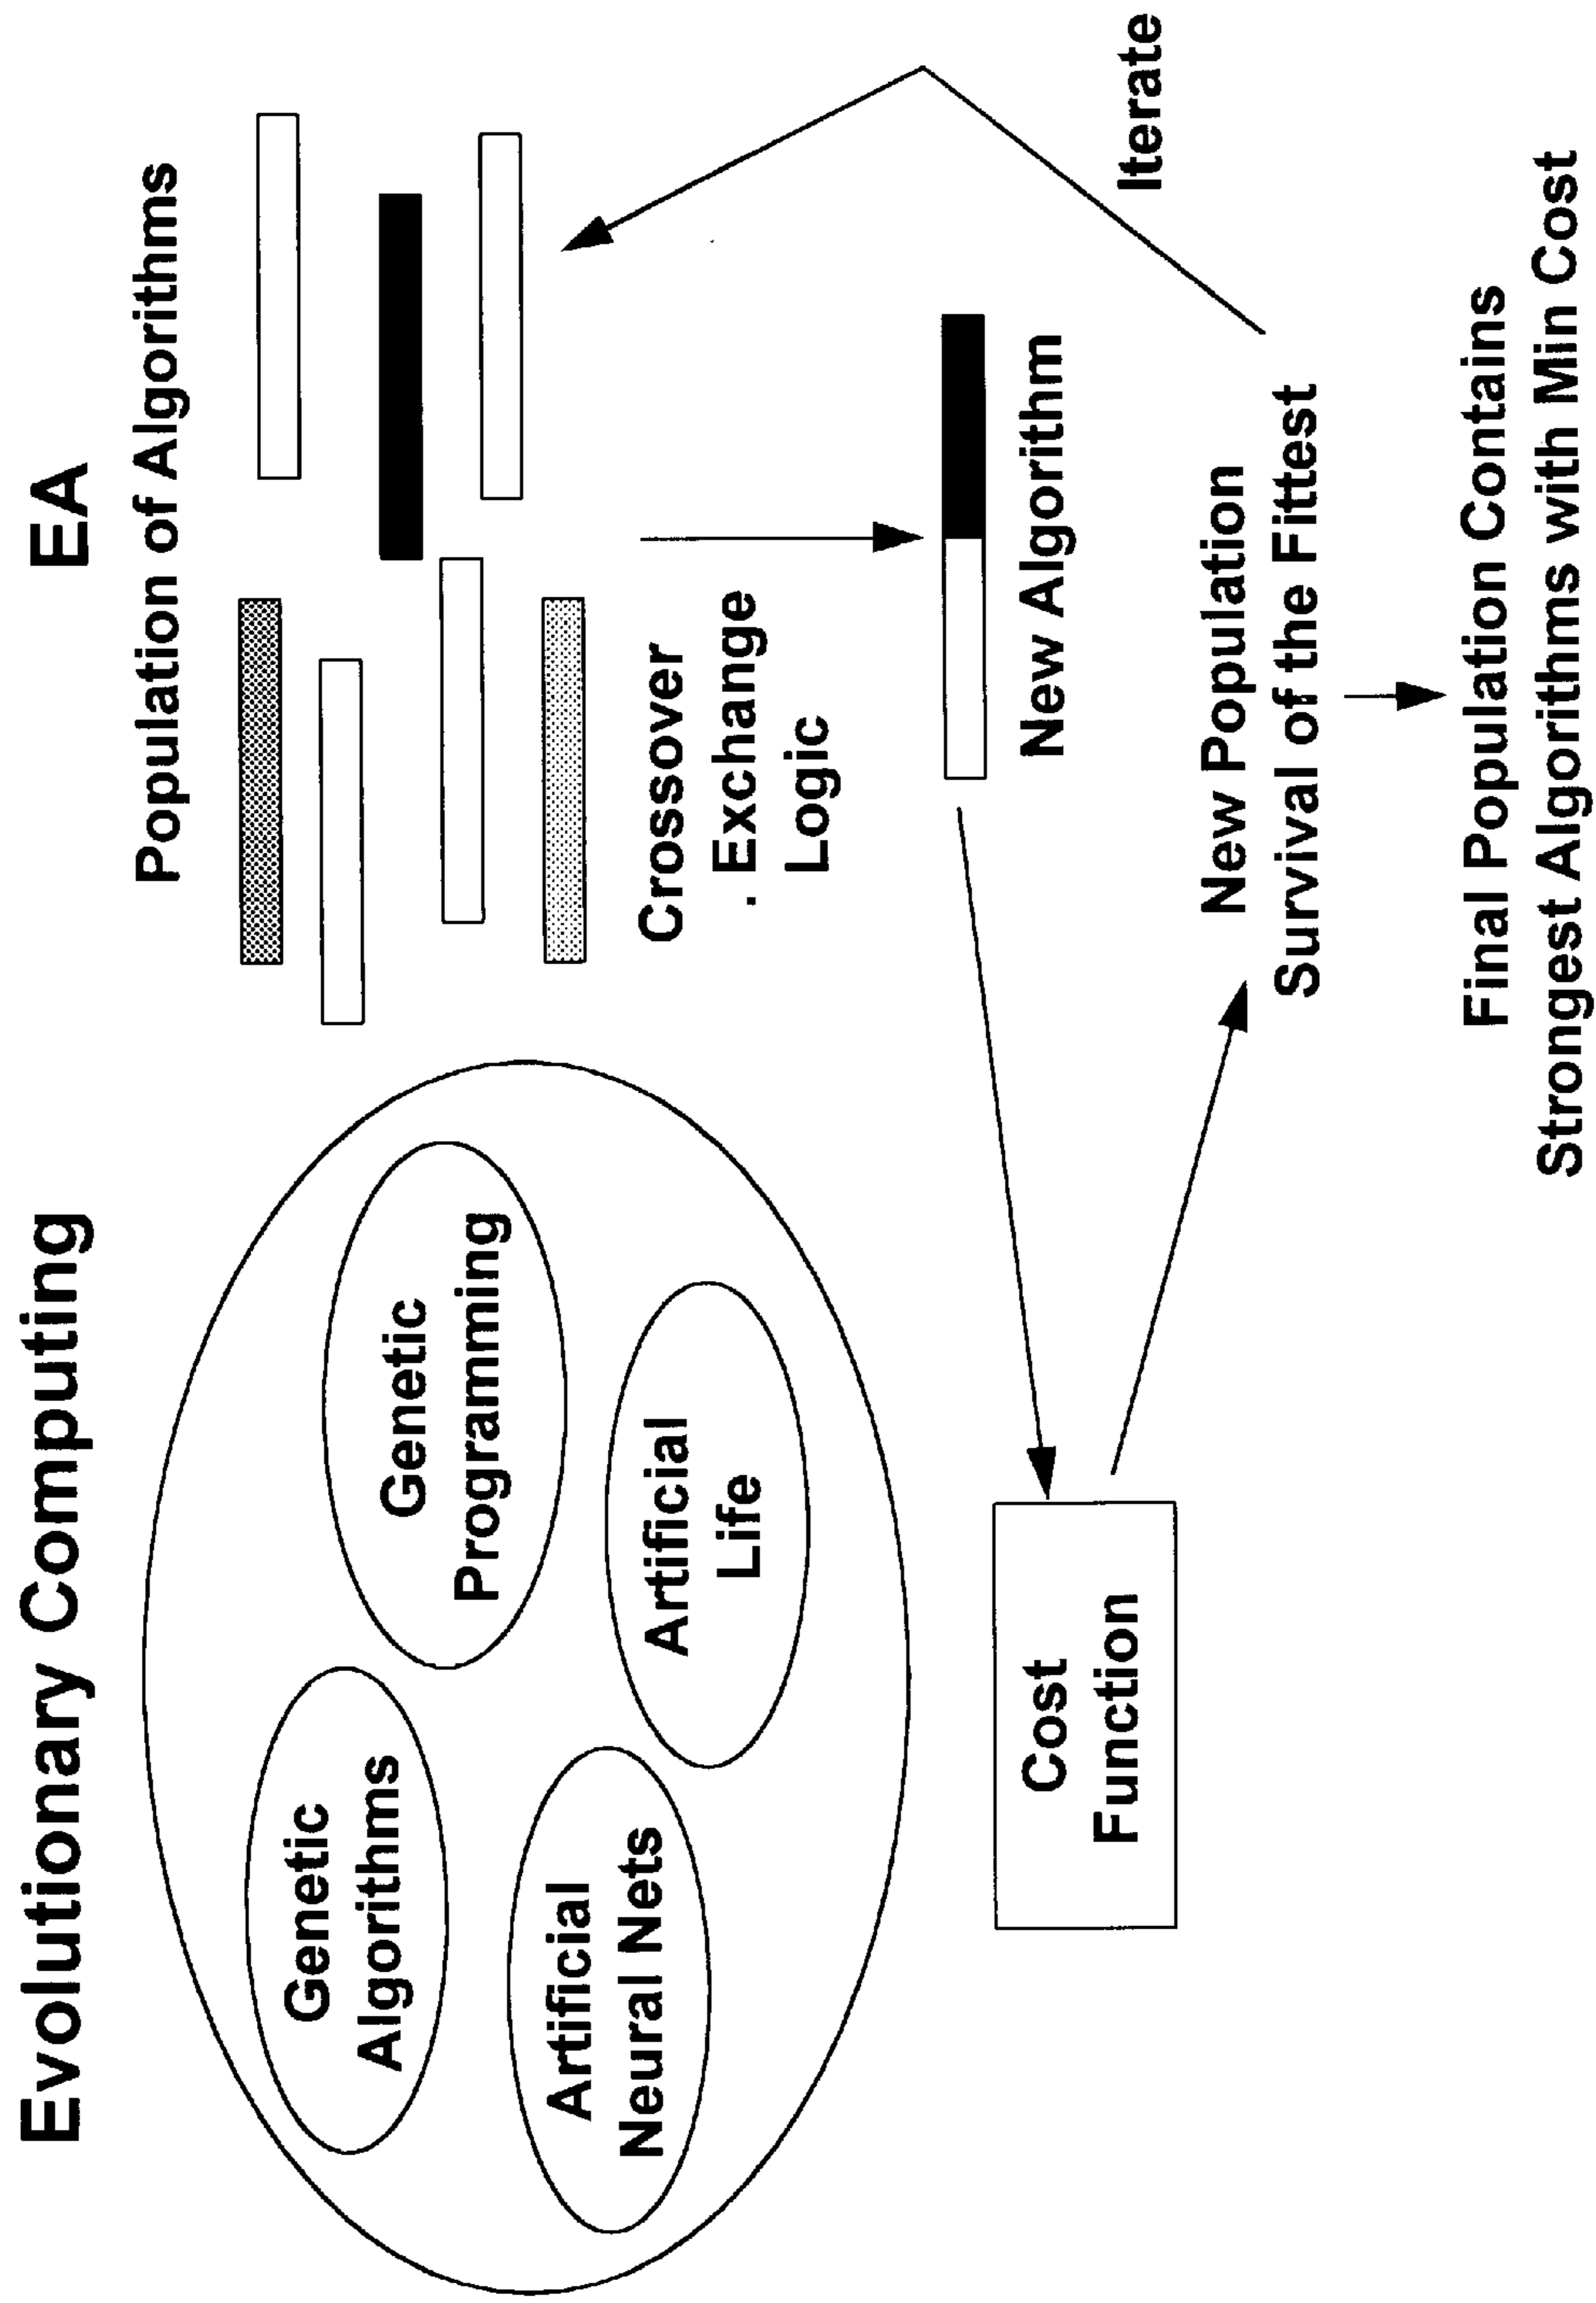 Evolutionary Computing
Genetic
Algorithms
Genetic
Programming
Artificial
Neural Nets
Artificial
Life
EA
Population of Algorithms
Crossover
. Exchange
Logic
New Algorithm
Cost
Function
New Population
Survival of the Fittest
Iterate
Final Population Contains
Strongest Algorithms with Min Cost